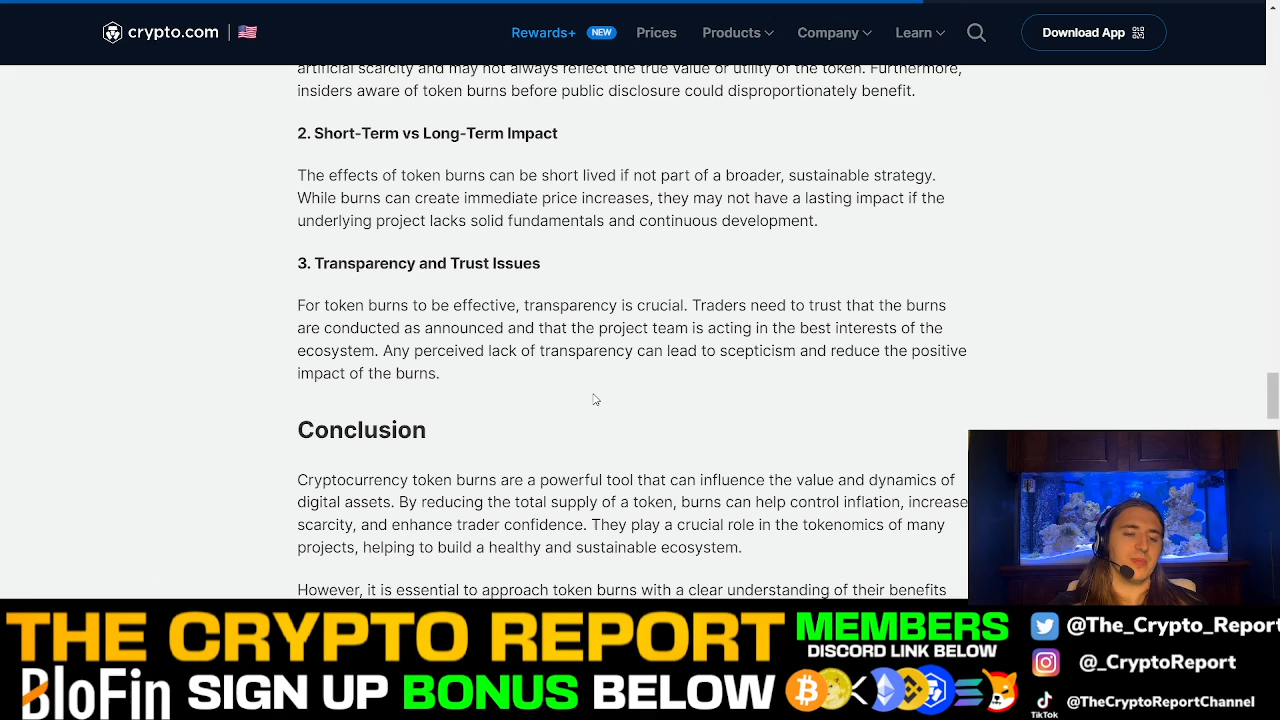 crypto.com
Rewards+ NEW Prices Products Company Learn Download App
artificial scarcity and may not always reflect the true value or utility of the token. Furthermore,
insiders aware of token burns before public disclosure could disproportionately benefit.
2. Short-Term vs Long-Term Impact
The effects of token burns can be short lived if not part of a broader, sustainable strategy.
While burns can create immediate price increases, they may not have a lasting impact if the
underlying project lacks solid fundamentals and continuous development.
3. Transparency and Trust Issues
For token burns to be effective, transparency is crucial. Traders need to trust that the burns
are conducted as announced and that the project team is acting in the best interests of the
ecosystem. Any perceived lack of transparency can lead to scepticism and reduce the positive
impact of the burns.
Conclusion
Cryptocurrency token burns are a powerful tool that can influence the value and dynamics of
digital assets. By reducing the total supply of a token, burns can help control inflation, increase
scarcity, and enhance trader confidence. They play a crucial role in the tokenomics of many
projects, helping to build a healthy and sustainable ecosystem.
However, it is essential to approach token burns with a clear understanding of their benefits
THE CRYPTO REPORT
BloFin SIGN UP BONUS BELOW
MEMBERS
DISCORD LINK BELOW
@The_Crypto_Report
@_CryptoReport
TikTok @TheCryptoReportChannel